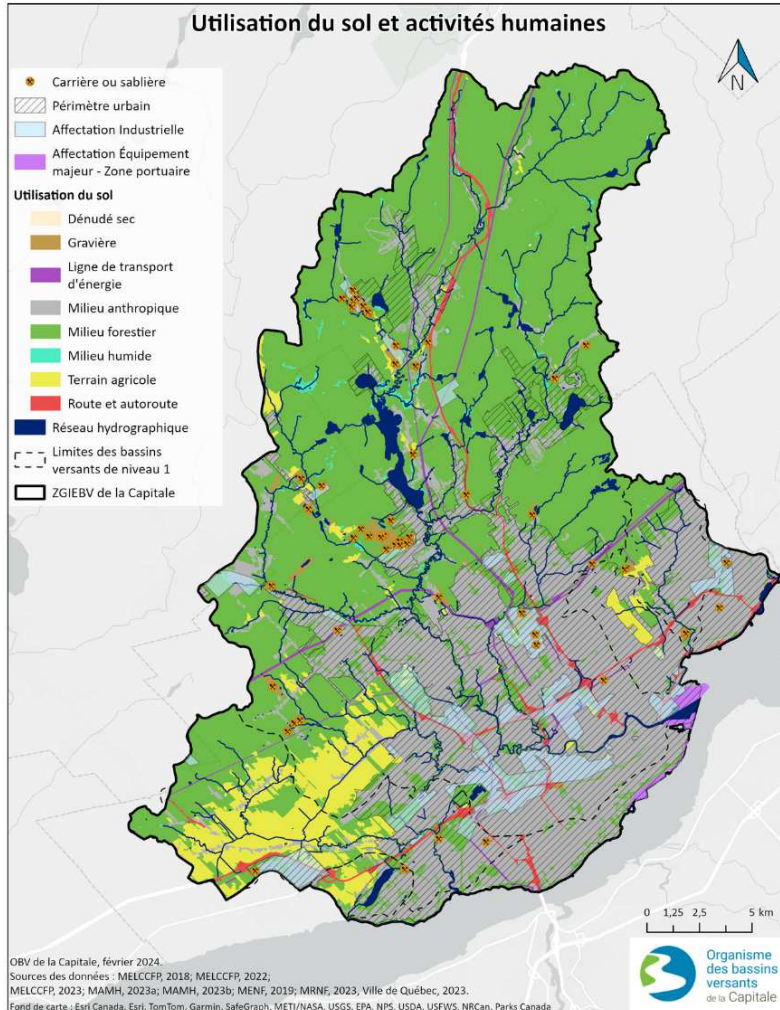 Utilisation du sol et activités humaines
N
Carrière ou sablière
Périmètre urbain
Affectation Industrielle
Affectation Équipement
majeur - Zone portuaire
Utilisation du sol
Dénudé sec
Gravière
Ligne de transport
d'énergie
Milieu anthropique
Milieu forestier
Milieu humide
Terrain agricole
Route et autoroute
Réseau hydrographique
Limites des bassins
versants de niveau 1
ZGIEBV de la Capitale
0 1,25 2,5 5 km
OBV de la Capitale, février 2024.
Sources des données : MELCCFP, 2018; MELCCFP, 2022;
MELCCFP, 2023; MAMH, 2023a; MAMH, 2023b; MENF, 2019; MRNF, 2023, Ville de Québec, 2023.
Fond de carte : Esri Canada, Esri, TomTom, Garmin, SafeGraph, METI/NASA, USGS, EPA, NPS, USDA, USFWS, NRCan, Parks Canada
Organisme
des bassins
versants
de la Capitale